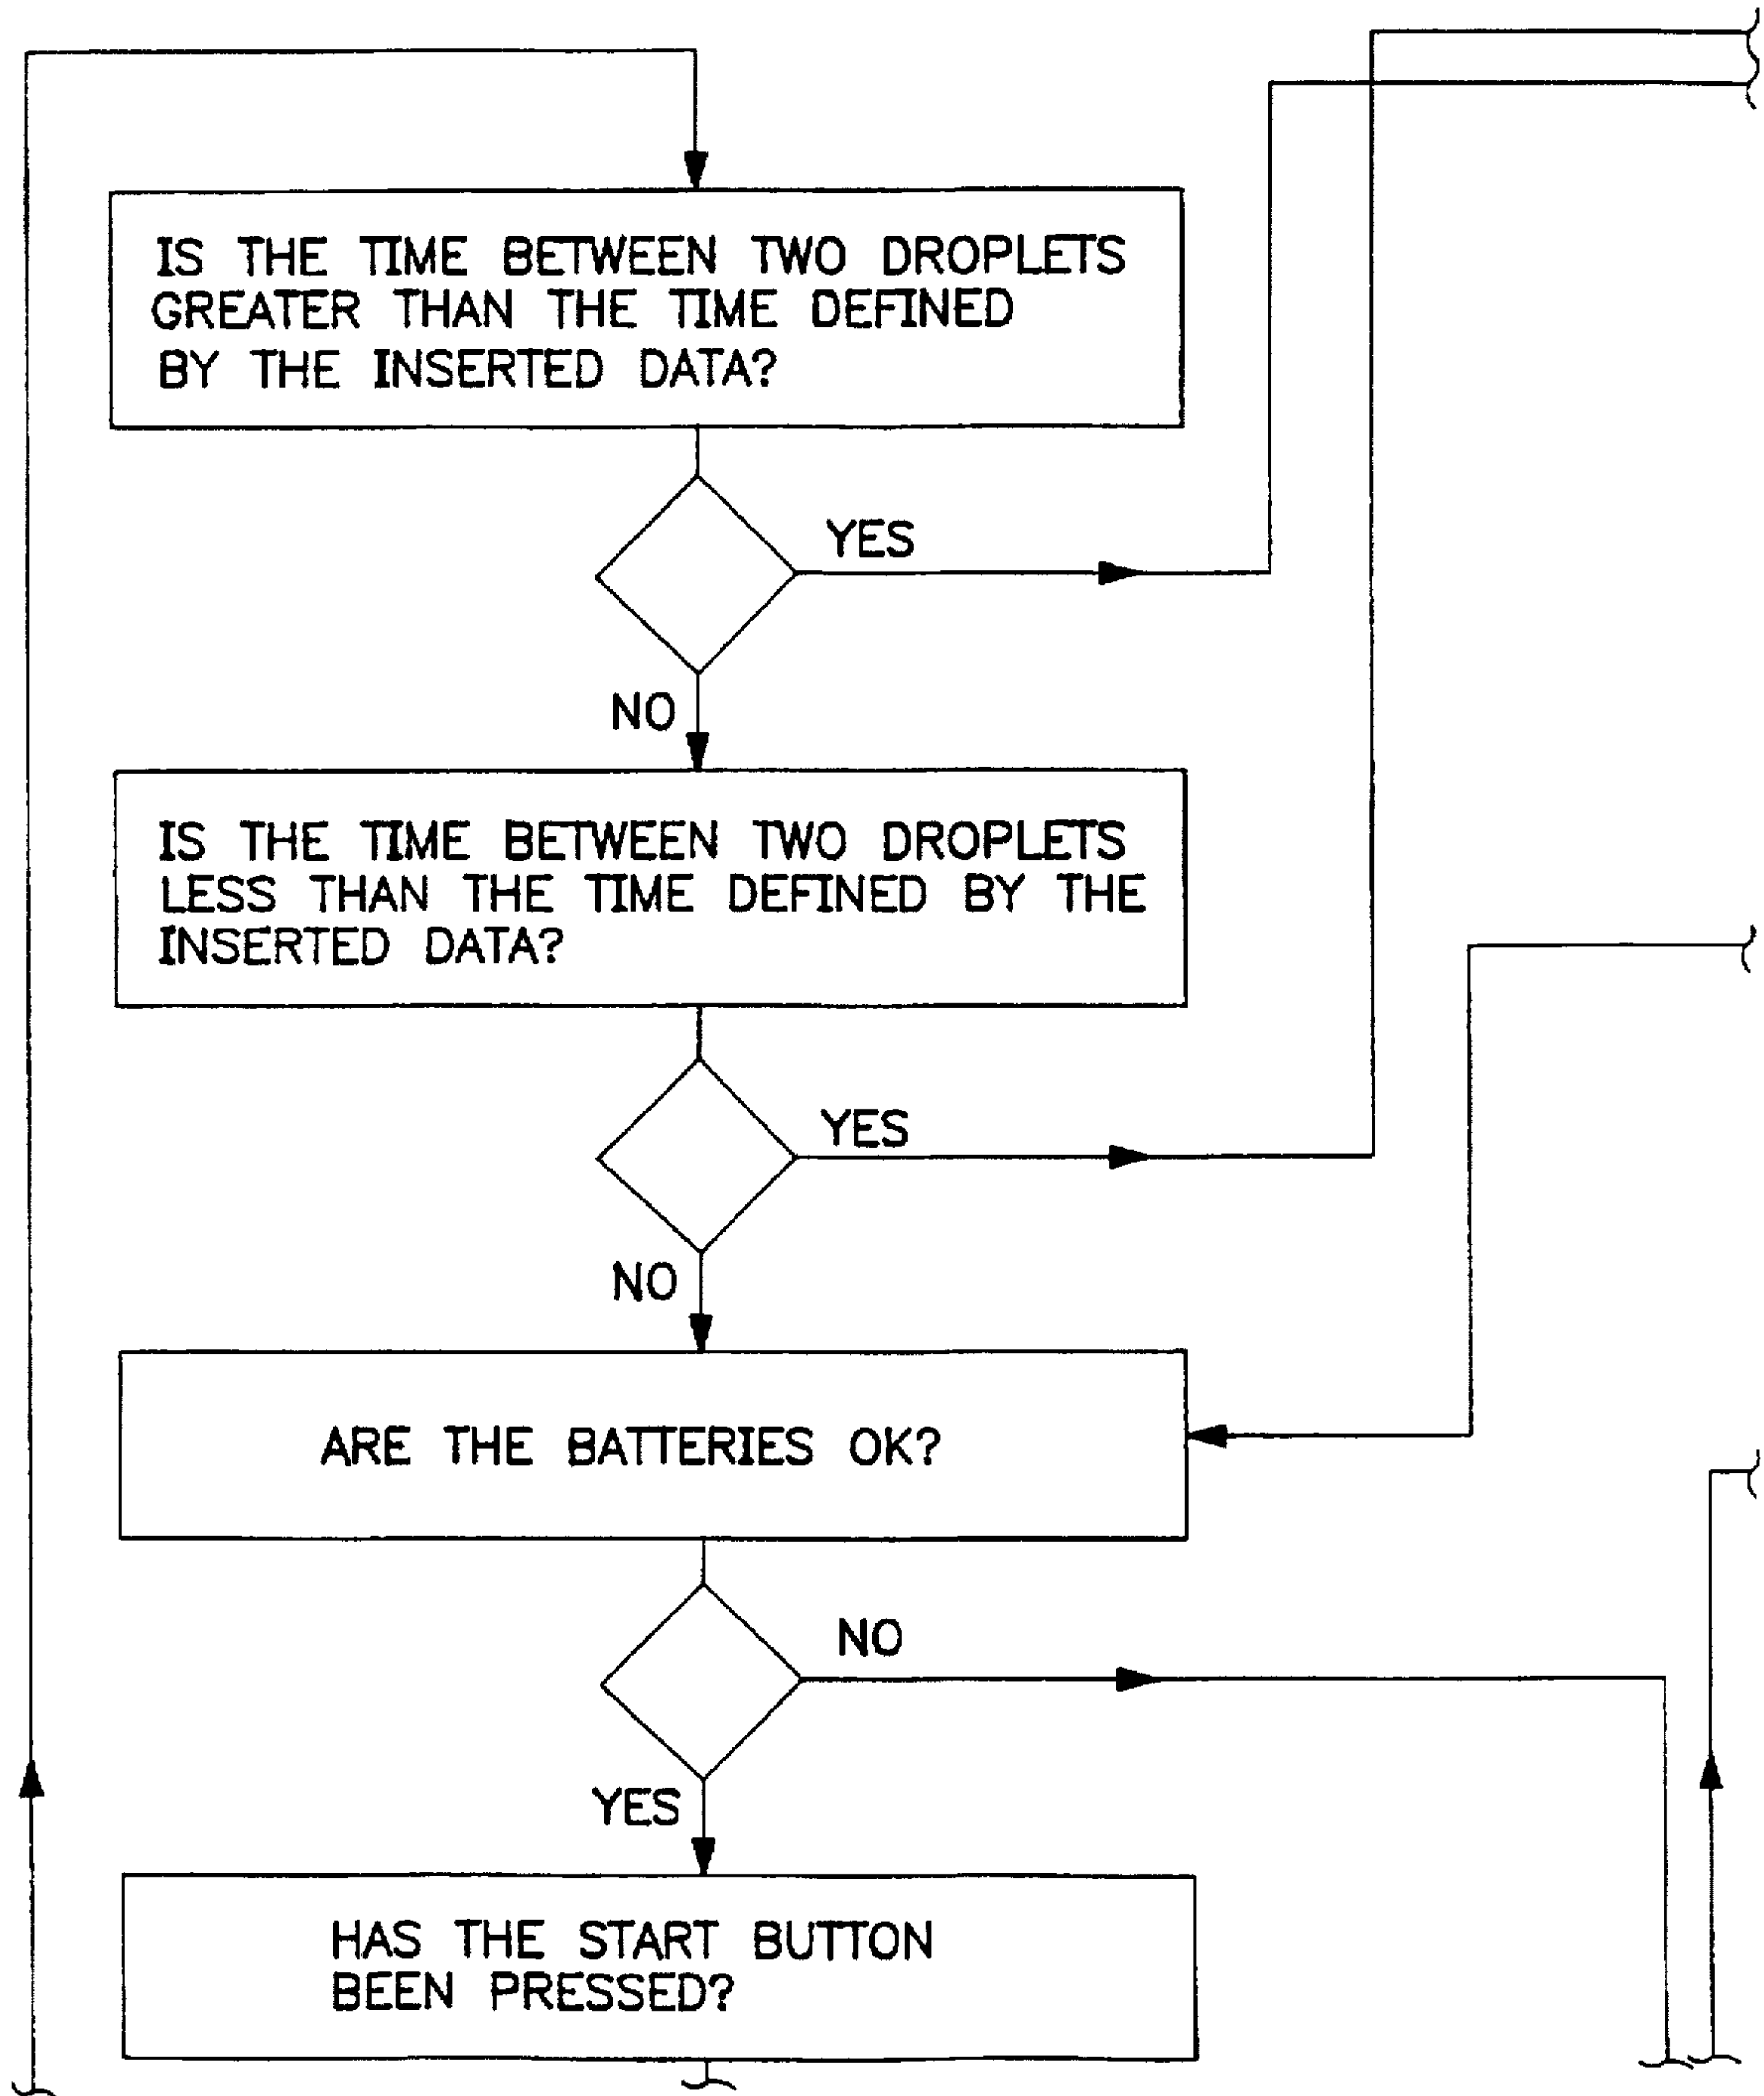 IS THE TIME BETWEEN TWO DROPLETS
GREATER THAN THE TIME DEFINED
BY THE INSERTED DATA?
YES
NO
IS THE TIME BETWEEN TWO DROPLETS
LESS THAN THE TIME DEFINED BY THE
INSERTED DATA?
YES
NO
ARE THE BATTERIES OK?
NO
YES
HAS THE START BUTTON
BEEN PRESSED?